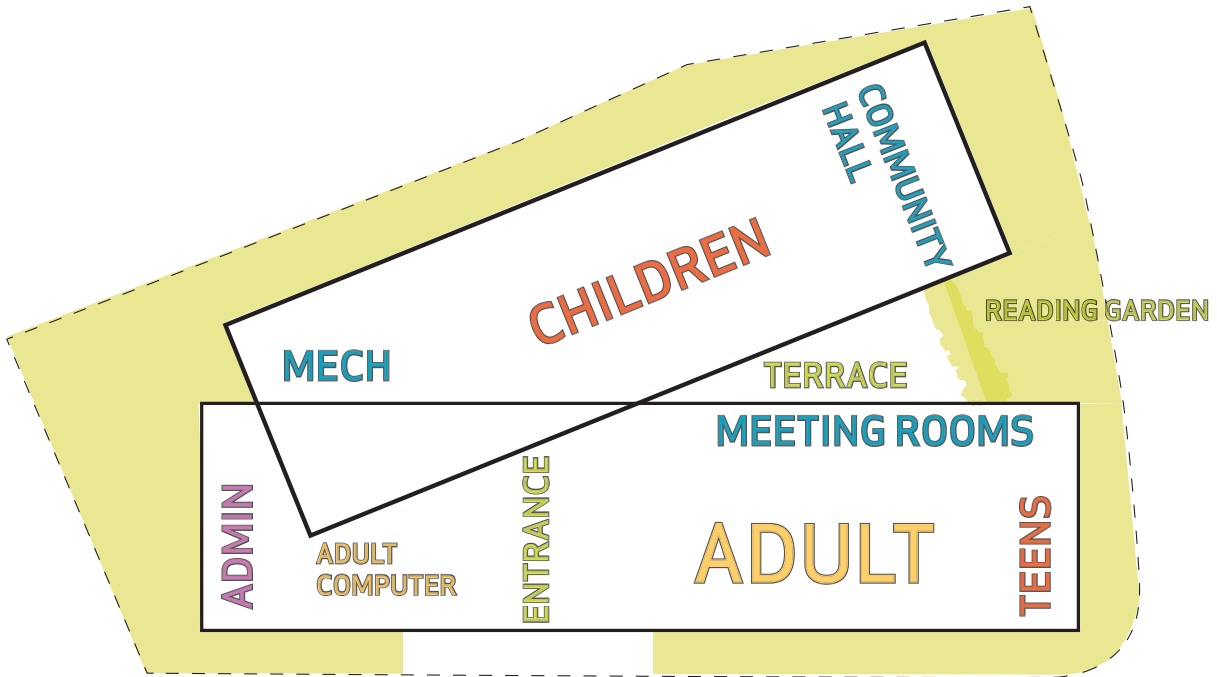 COMMUNITY
HALL
CHILDREN
READING GARDEN
MECH
TERRACE
MEETING ROOMS
ADMIN
ADULT
COMPUTER
ENTRANCE
ADULT
TEENS